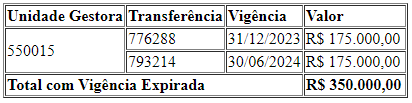 Unidade Gestora Transferência Vigência Valor
550015 776288 31/12/2023 R$ 175.000,00
793214 30/06/2024 R$ 175.000,00
Total com Vigência Expirada R$ 350.000,00